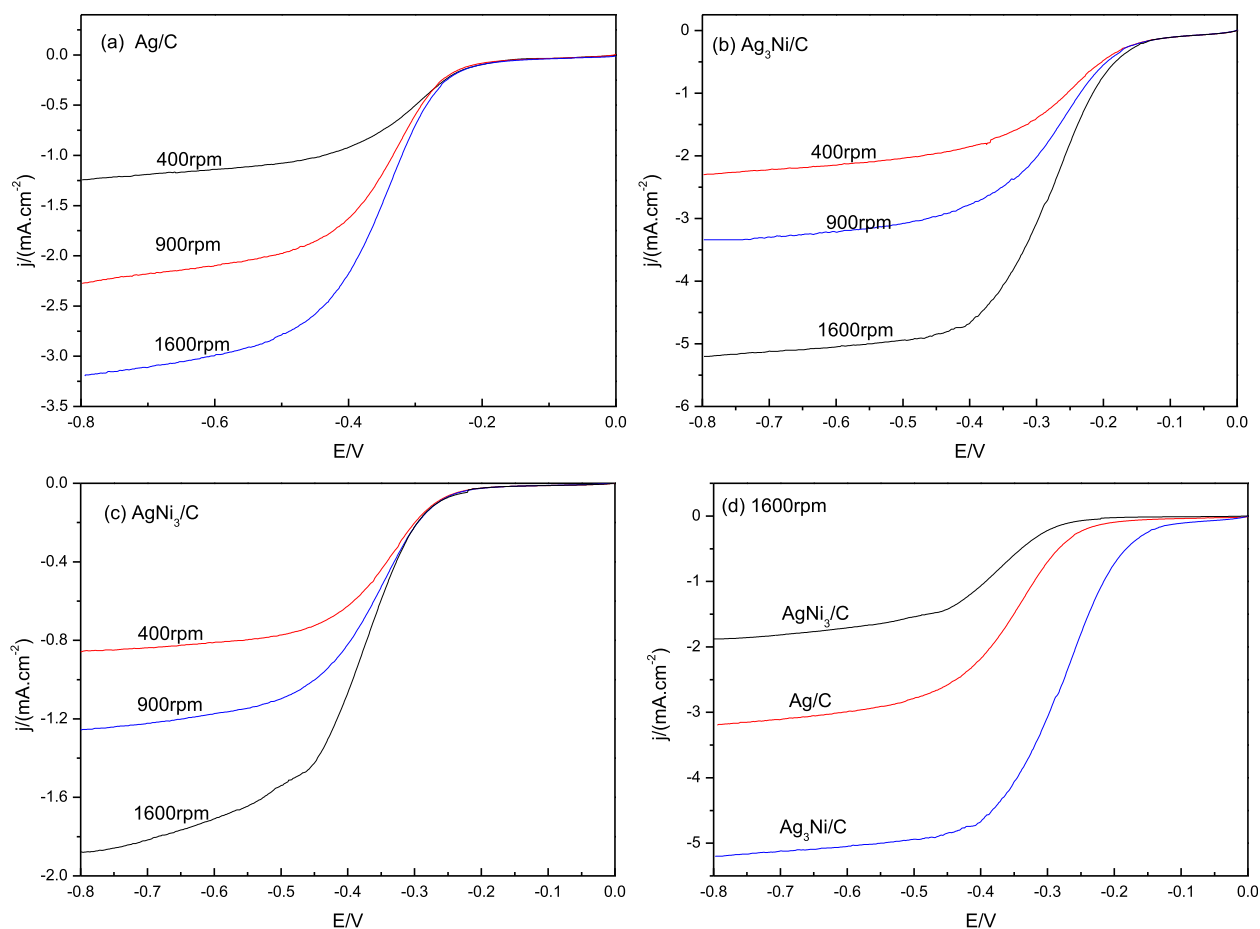 (a) Ag/C
0.0
-0.5
-1.0
-1.5
-2.0
-2.5
-3.0
-3.5
j/(mA.cm-2)
400rpm
900rpm
1600rpm
-0.8 -0.6 -0.4 -0.2 0.0
E/V
(b) Ag3Ni/C
0
-1
-2
-3
-4
-5
-6
j/(mA.cm-2)
400rpm
900rpm
1600rpm
-0.8 -0.7 -0.6 -0.5 -0.4 -0.3 -0.2 -0.1 0.0
E/V
(c) AgNi3/C
0.0
-0.4
-0.8
-1.2
-1.6
-2.0
j/(mA.cm-2)
400rpm
900rpm
1600rpm
-0.8 -0.7 -0.6 -0.5 -0.4 -0.3 -0.2 -0.1 0.0
E/V
(d) 1600rpm
0
-1
-2
-3
-4
-5
j/(mA.cm-2)
AgNi3/C
Ag/C
Ag3Ni/C
-0.8 -0.7 -0.6 -0.5 -0.4 -0.3 -0.2 -0.1 0.0
E/V